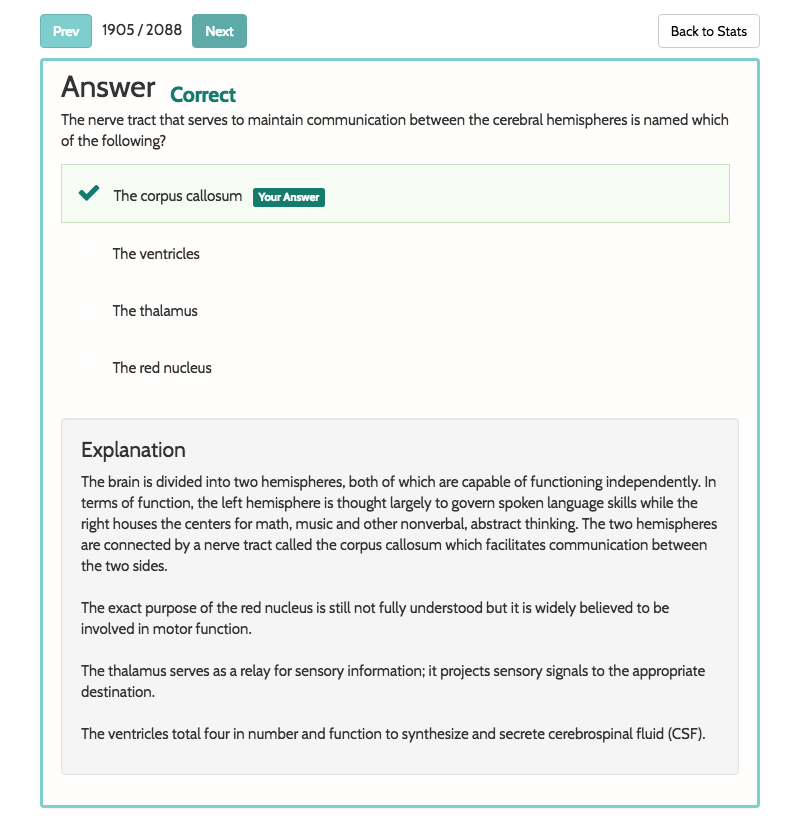 Prev 1905 / 2088 Next Back to Stats
Answer Correct
The nerve tract that serves to maintain communication between the cerebral hemispheres is named which
of the following?
The corpus callosum Your Answer
The ventricles
The thalamus
The red nucleus
Explanation
The brain is divided into two hemispheres, both of which are capable of functioning independently. In
terms of function, the left hemisphere is thought largely to govern spoken language skills while the
right houses the centers for math, music and other nonverbal, abstract thinking. The two hemispheres
are connected by a nerve tract called the corpus callosum which facilitates communication between
the two sides.
The exact purpose of the red nucleus is still not fully understood but it is widely believed to be
involved in motor function.
The thalamus serves as a relay for sensory information; it projects sensory signals to the appropriate
destination.
The ventricles total four in number and function to synthesize and secrete cerebrospinal fluid (CSF).